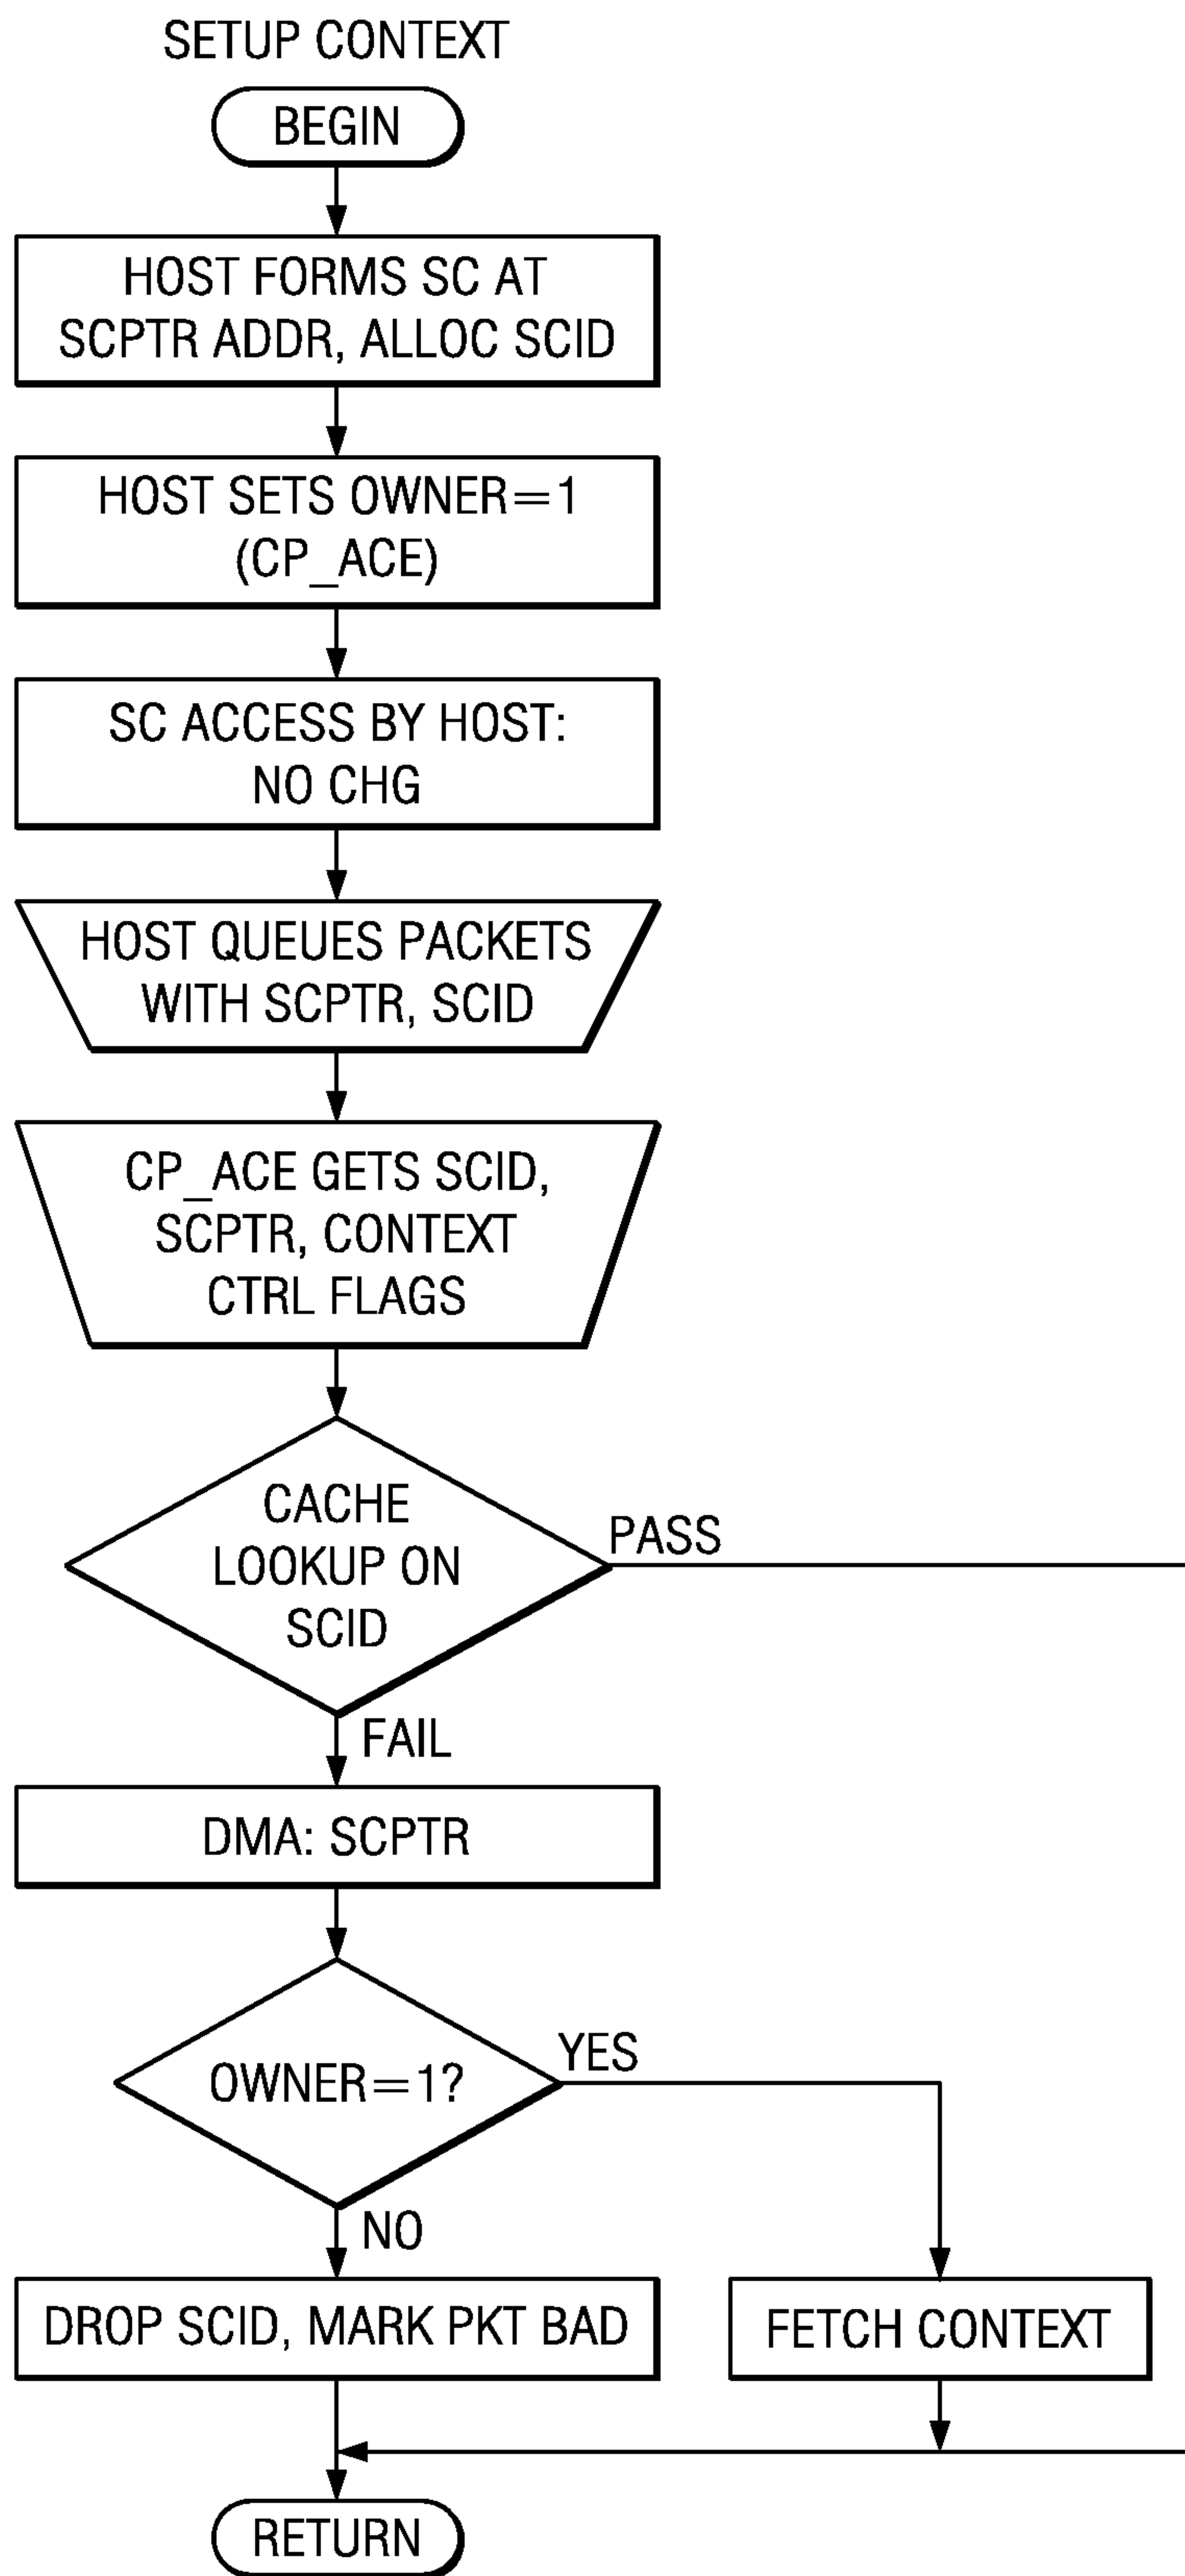 SETUP CONTEXT
BEGIN
HOST FORMS SC AT
SCPTR ADDR, ALLOC SCID
HOST SETS OWNER=1
(CP_ACE)
SC ACCESS BY HOST:
NO CHG
HOST QUEUES PACKETS
WITH SCPTR, SCID
CP_ACE GETS SCID,
SCPTR, CONTEXT
CTRL FLAGS
CACHE
LOOKUP ON
SCID
PASS
FAIL
DMA: SCPTR
OWNER=1?
YES
NO
DROP SCID, MARK PKT BAD
FETCH CONTEXT
RETURN